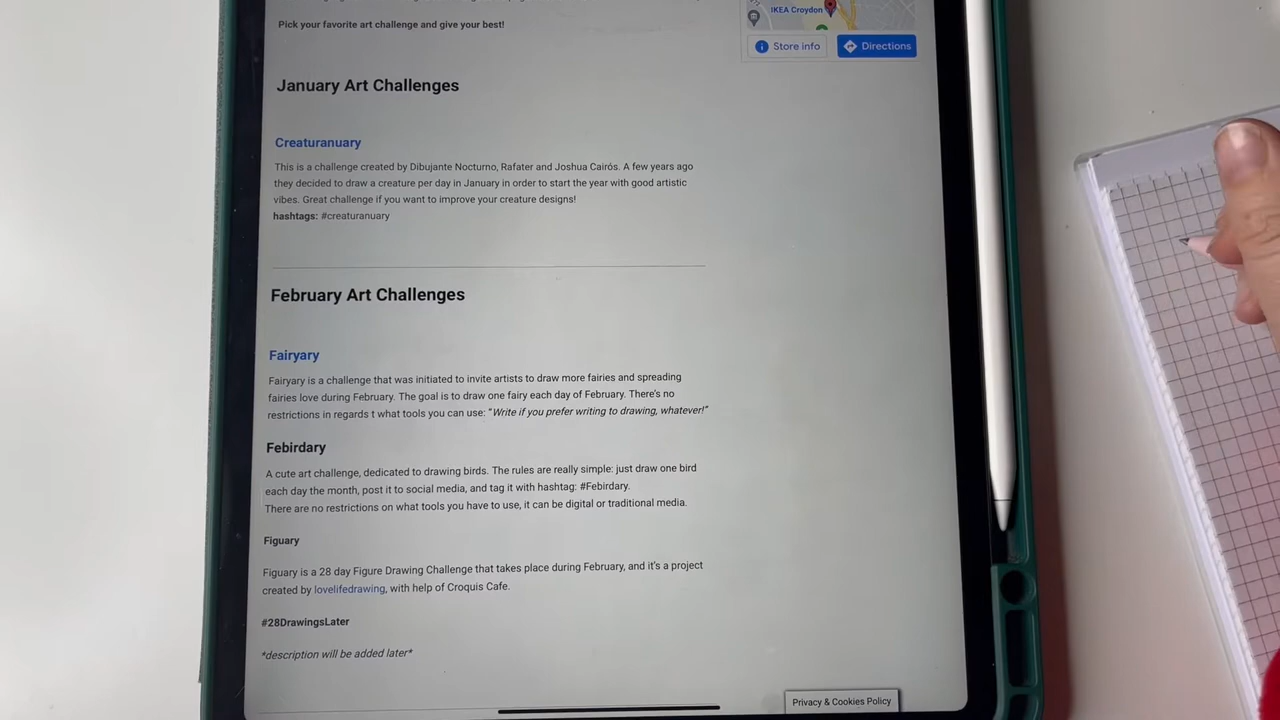 Pick your favorite art challenge and give your best!
IKEA Croydon
Store info
Directions
January Art Challenges
Creaturanuary
This is a challenge created by Dibujante Nocturno, Rafater and Joshua Cairós. A few years ago
they decided to draw a creature per day in January in order to start the year with good artistic
vibes. Great challenge if you want to improve your creature designs!
hashtags: #creaturanuary
February Art Challenges
Fairyary
Fairyary is a challenge that was initiated to invite artists to draw more fairies and spreading
fairies love during February. The goal is to draw one fairy each day of February. There's no
restrictions in regards t what tools you can use: “Write if you prefer writing to drawing, whatever!”
Febirdary
A cute art challenge, dedicated to drawing birds. The rules are really simple: just draw one bird
each day the month, post it to social media, and tag it with hashtag: #Febirdary.
There are no restrictions on what tools you have to use, it can be digital or traditional media.
Figuary
Figuary is a 28 day Figure Drawing Challenge that takes place during February, and it's a project
created by lovelifedrawing, with help of Croquis Cafe.
#28DrawingsLater
*description will be added later*
Privacy & Cookies Policy